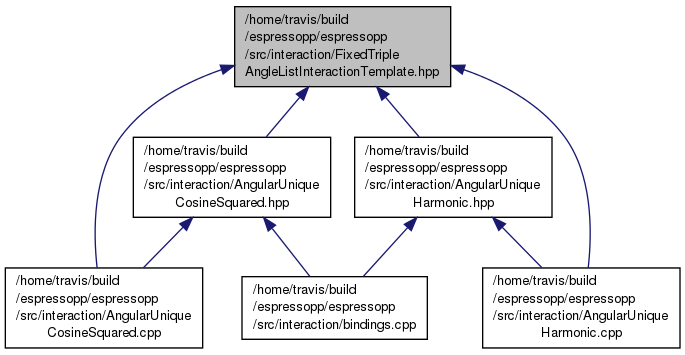 /home/travis/build
/espressopp/espressopp
/src/interaction/FixedTriple
AngleListInteractionTemplate.hpp
/home/travis/build
/espressopp/espressopp
/src/interaction/AngularUnique
CosineSquared.hpp
/home/travis/build
/espressopp/espressopp
/src/interaction/AngularUnique
Harmonic.hpp
/home/travis/build
/espressopp/espressopp
/src/interaction/AngularUnique
CosineSquared.cpp
/home/travis/build
/espressopp/espressopp
/src/interaction/bindings.cpp
/home/travis/build
/espressopp/espressopp
/src/interaction/AngularUnique
Harmonic.cpp